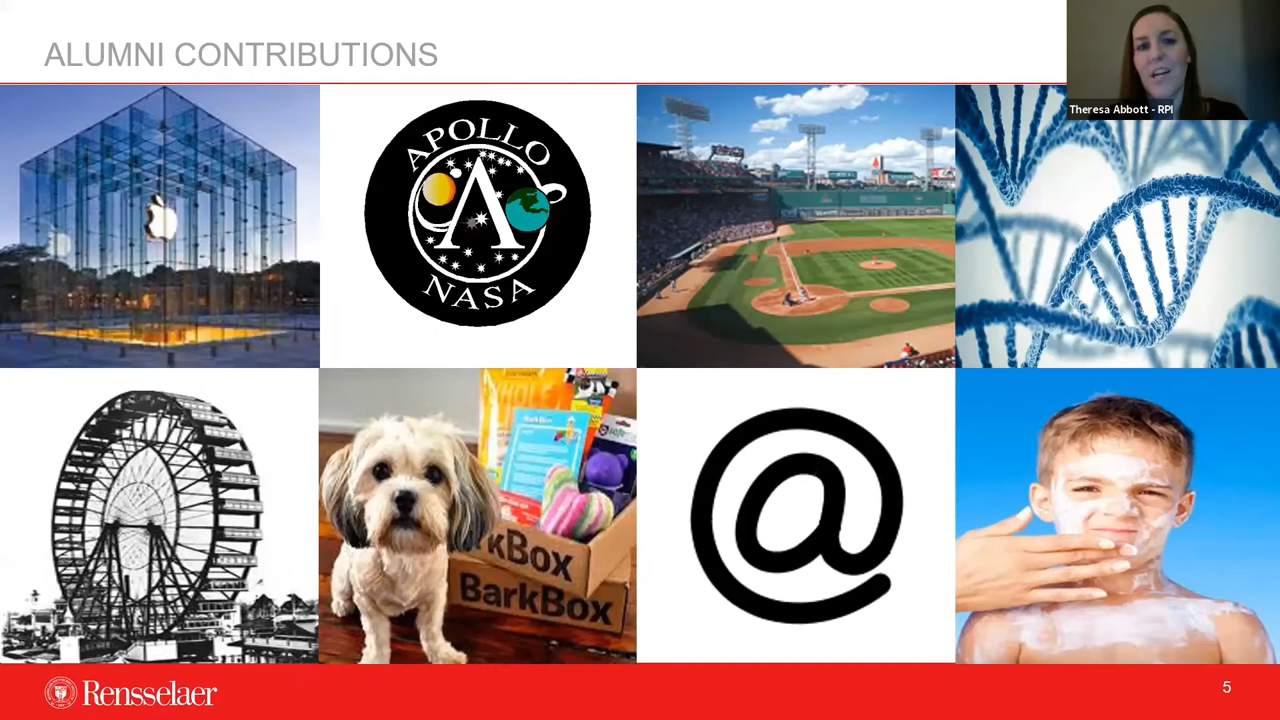 ALUMNI CONTRIBUTIONS
Theresa Abbott - RPI
APOLLO
NASA
kBox
BarkBox
@
Rensselaer
5